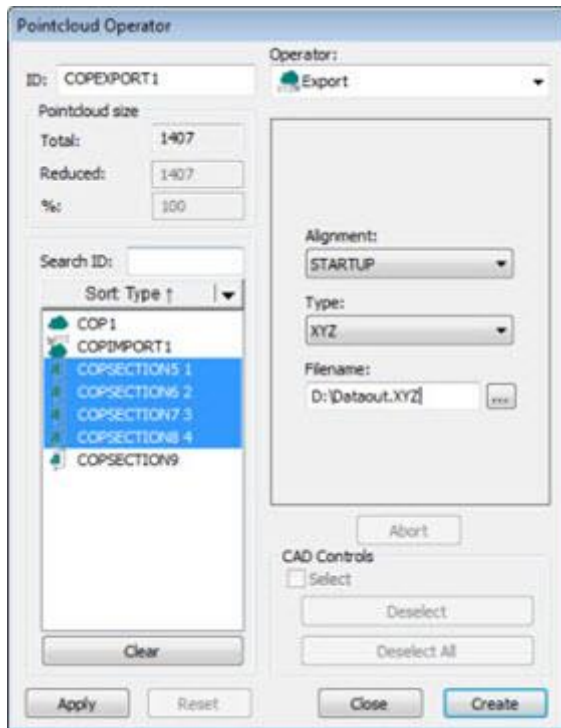 Pointcloud Operator
ID: COPEXPORT1
Operator:
Export
Pointcloud size
Total: 1407
Reduced: 1407
%: 100
Search ID:
Sort Type ↑
COP1
COPIMPORT1
COPSECTION5 1
COPSECTION6 2
COPSECTION7 3
COPSECTION8 4
COPSECTION9
Clear
Alignment:
STARTUP
Type:
XYZ
Filename:
D:\Dataout.XYZ
...
Abort
CAD Controls
Select
Deselect
Deselect All
Apply
Reset
Close
Create